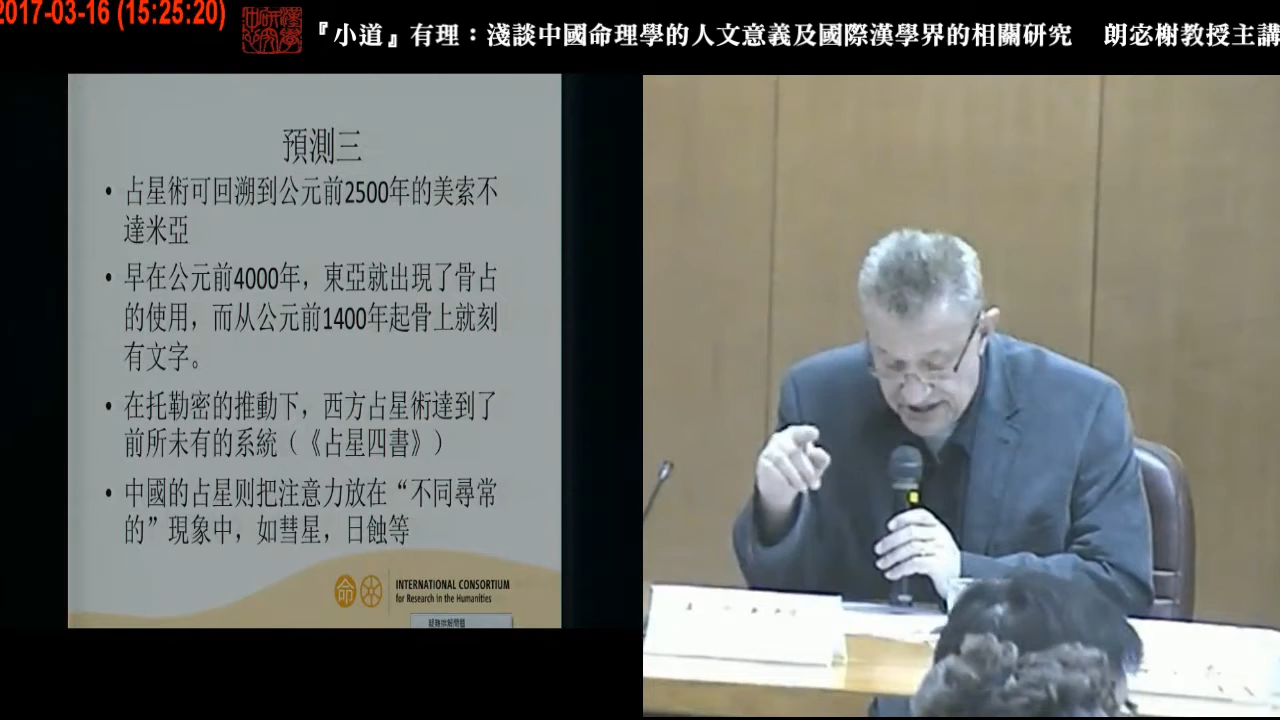 2017-03-16 (15:25:20)
『小道』有理：淺談中國命理學的人文意義及國際漢學界的相關研究 朗宓榭教授主講
預測三
• 占星術可回溯到公元前2500年的美索不
達米亞
• 早在公元前4000年，東亞就出現了骨占
的使用，而从公元前1400年起骨上就刻
有文字。
• 在托勒密的推動下，西方占星術達到了
前所未有的系統（《占星四書》）
• 中國的占星则把注意力放在“不同尋常
的”現象中，如彗星，日蝕等
命
INTERNATIONAL CONSORTIUM
for Research in the Humanities